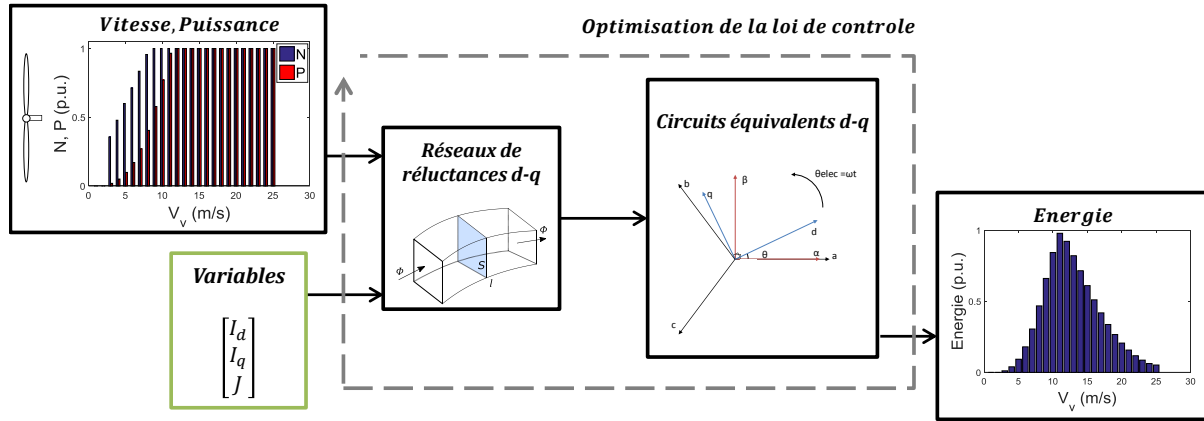 Vitesse, Puissance
N
P
N, P (p.u.)
1
0.5
0
0 5 10 15 20 25 30
V_v (m/s)
Optimisation de la loi de controle
Réseaux de
réluctances d-q
Φ
S
l
Φ
Circuits équivalents d-q
β
θelec =ωt
b
q
d
θ
α
a
c
Variables
I_d
I_q
J
Energie
Energie (p.u.)
1
0.5
0
0 5 10 15 20 25 30
V_v (m/s)